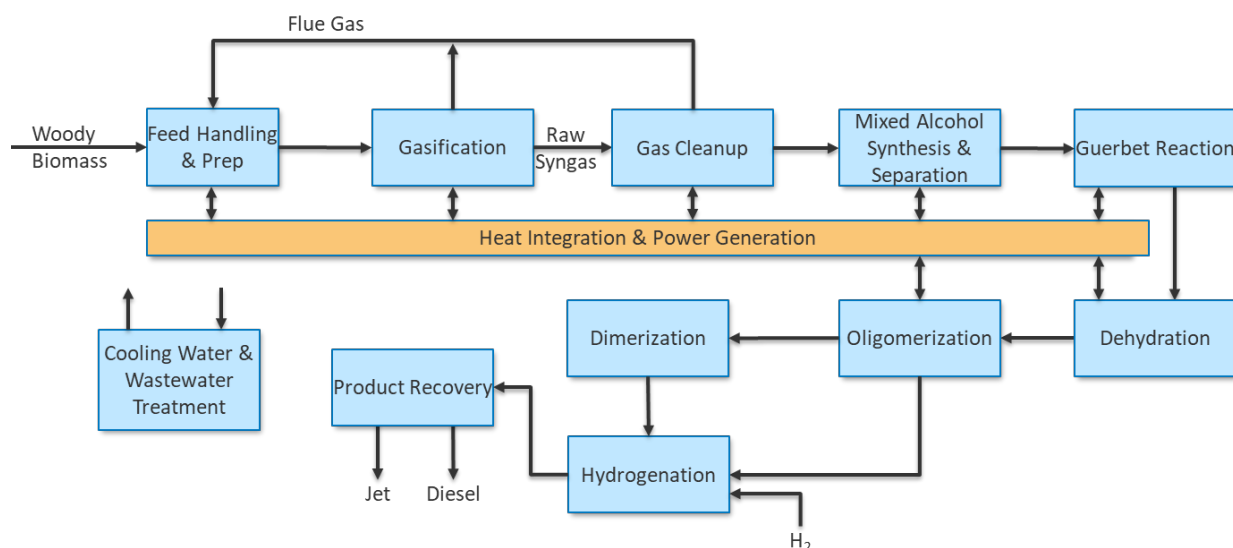 Flue Gas
Woody
Biomass
Feed Handling
& Prep
Gasification
Raw
Syngas
Gas Cleanup
Mixed Alcohol
Synthesis &
Separation
Guerbet Reaction
Heat Integration & Power Generation
Cooling Water &
Wastewater
Treatment
Product Recovery
Dimerization
Oligomerization
Dehydration
Hydrogenation
Jet
Diesel
H₂